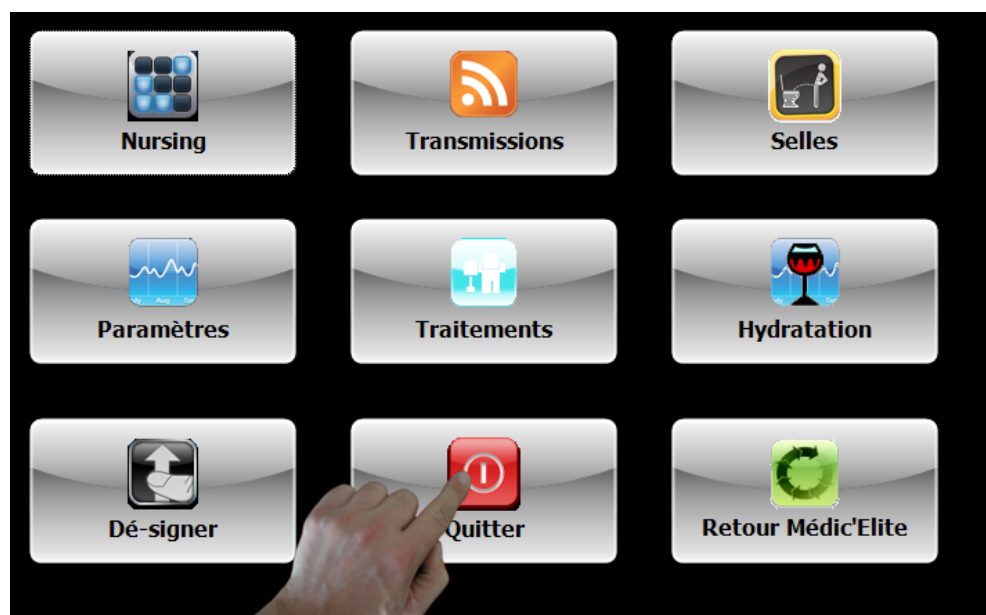 Nursing
Transmissions
Selles
Paramètres
Traitements
Hydratation
Dé-signer
Quitter
Retour Médic'Elite